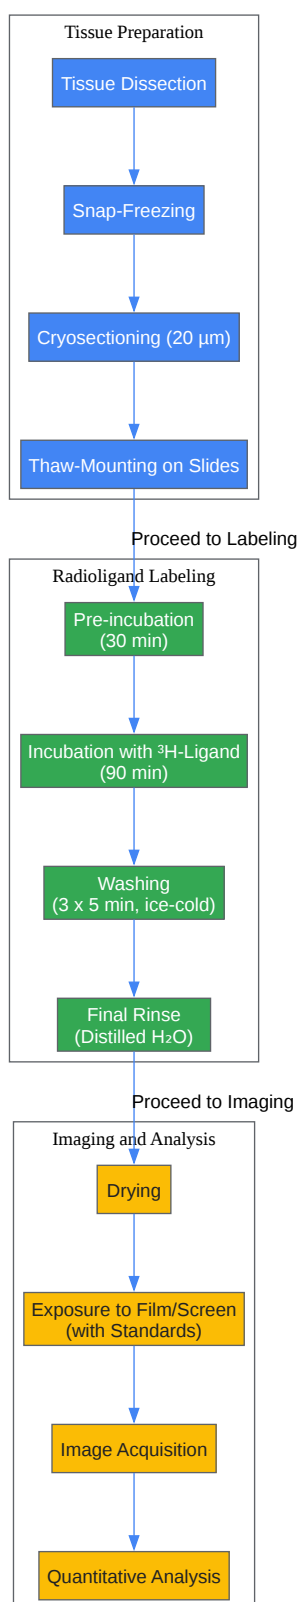 Tissue Preparation
Tissue Dissection
Snap-Freezing
Cryosectioning (20 µm)
Thaw-Mounting on Slides
Proceed to Labeling
Radioligand Labeling
Pre-incubation
(30 min)
Incubation with ³H-Ligand
(90 min)
Washing
(3 x 5 min, ice-cold)
Final Rinse
(Distilled H₂O)
Proceed to Imaging
Imaging and Analysis
Drying
Exposure to Film/Screen
(with Standards)
Image Acquisition
Quantitative Analysis